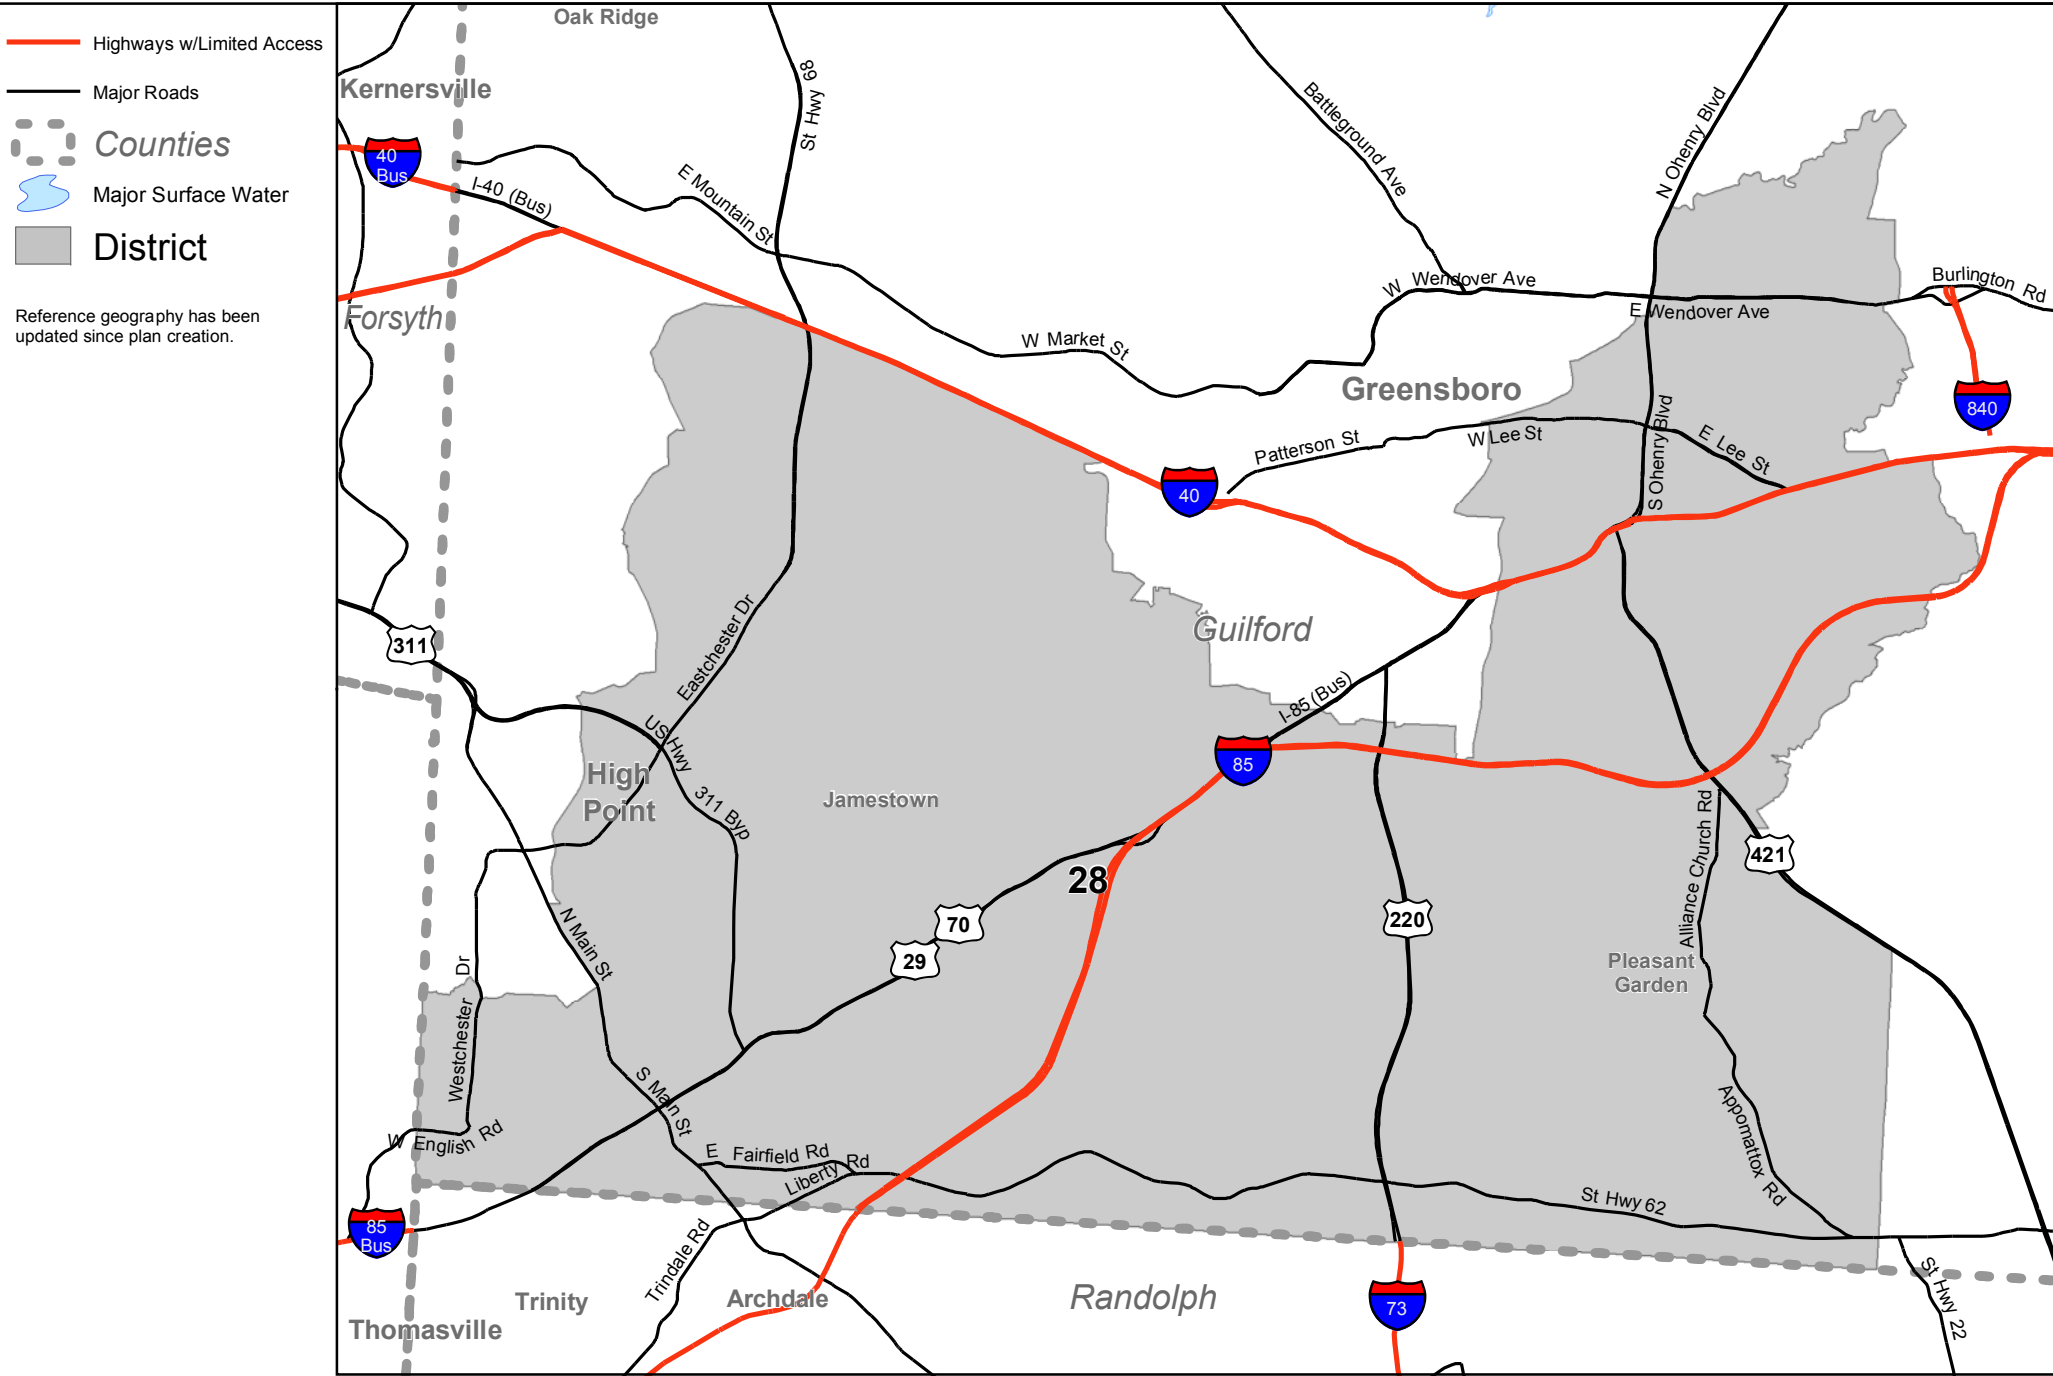 Highways w/Limited Access
Major Roads
Counties
Major Surface Water
District
Reference geography has been
updated since plan creation.
Oak Ridge
Kernersville
St Hwy 68
Battleground Ave
N Ohenry Blvd
40
Bus
I-40 (Bus)
E Mountain St
W Wendover Ave
Burlington Rd
E Wendover Ave
Forsyth
W Market St
Greensboro
840
Patterson St
W Lee St
E Lee St
S Ohenry Blvd
40
311
Eastchester Dr
Guilford
I-85 (Bus)
US Hwy
311 Byp
85
High
Point
Jamestown
Alliance Church Rd
421
28
70
29
220
N Main St
Pleasant
Garden
Westchester Dr
S Main St
W English Rd
E Fairfield Rd
Liberty Rd
Appomattox Rd
St Hwy 62
85
Bus
Trindale Rd
St Hwy 22
Trinity
Archdale
Randolph
73
Thomasville